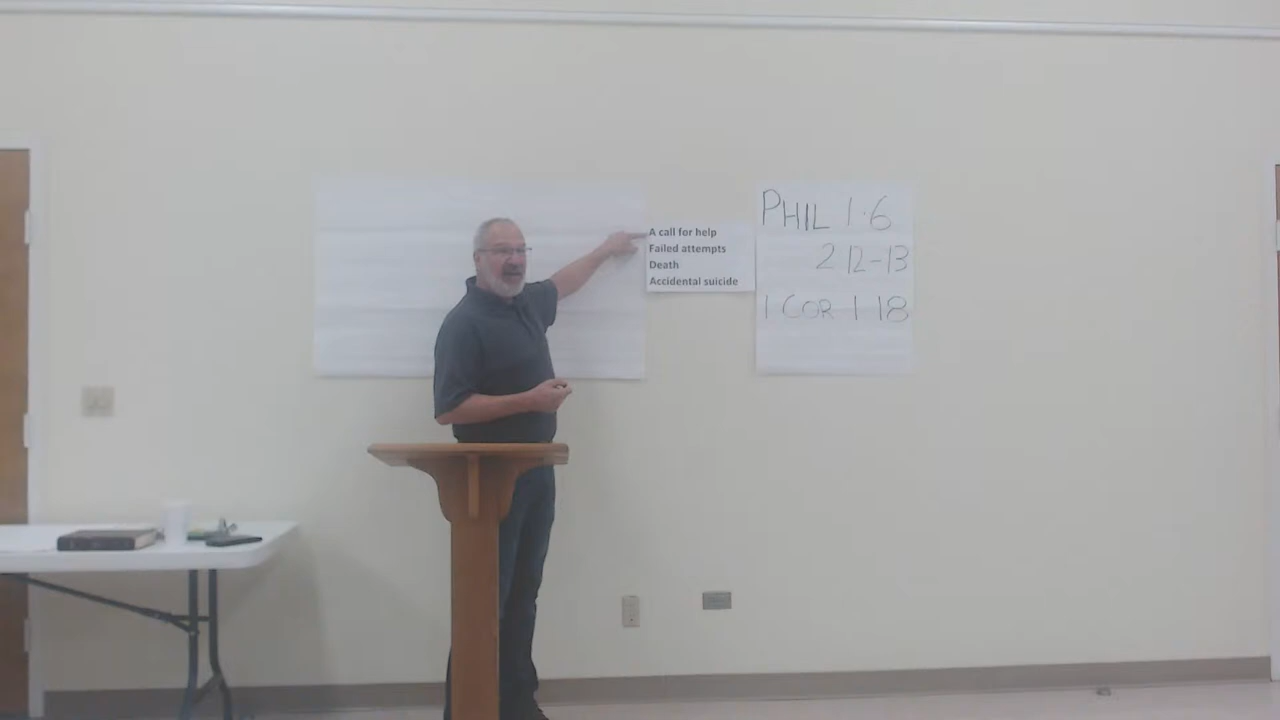 A call for help
Failed attempts
Death
Accidental suicide
PHIL 1·6
2 12-13
1 COR 1 18